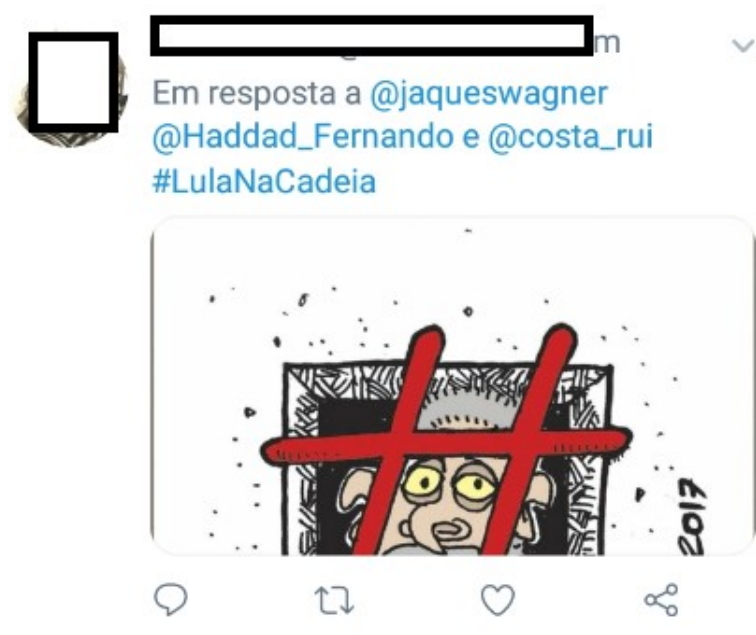 m
Em resposta a @jaqueswagner
@Haddad_Fernando e @costa_rui
#LulaNaCadeia
2017